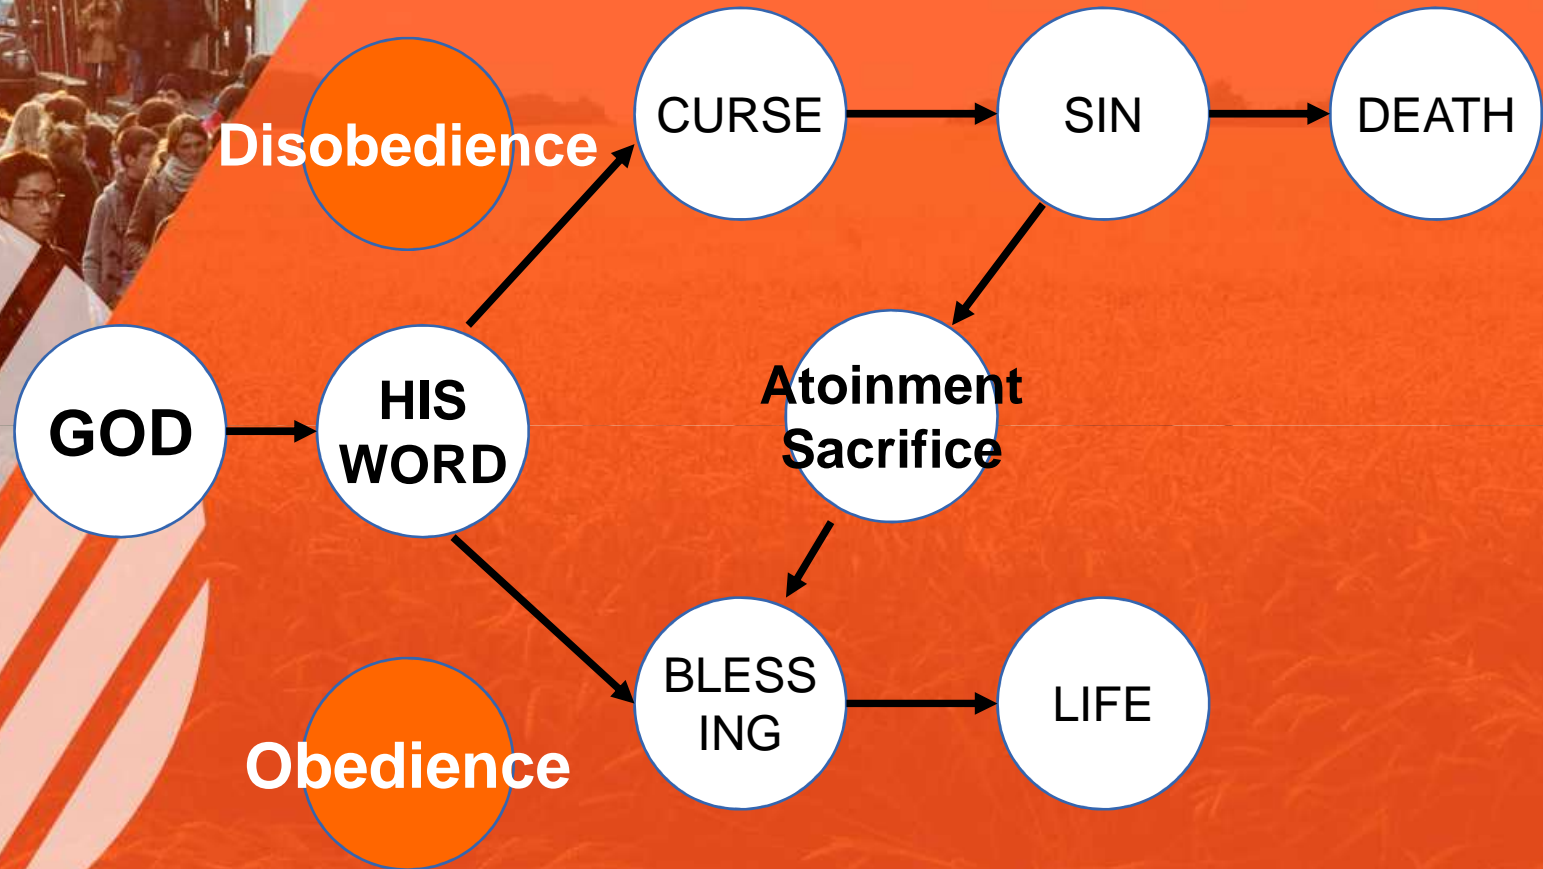 Disobedience
CURSE
SIN
DEATH
GOD
HIS
WORD
Atoinment
Sacrifice
BLESS
ING
LIFE
Obedience